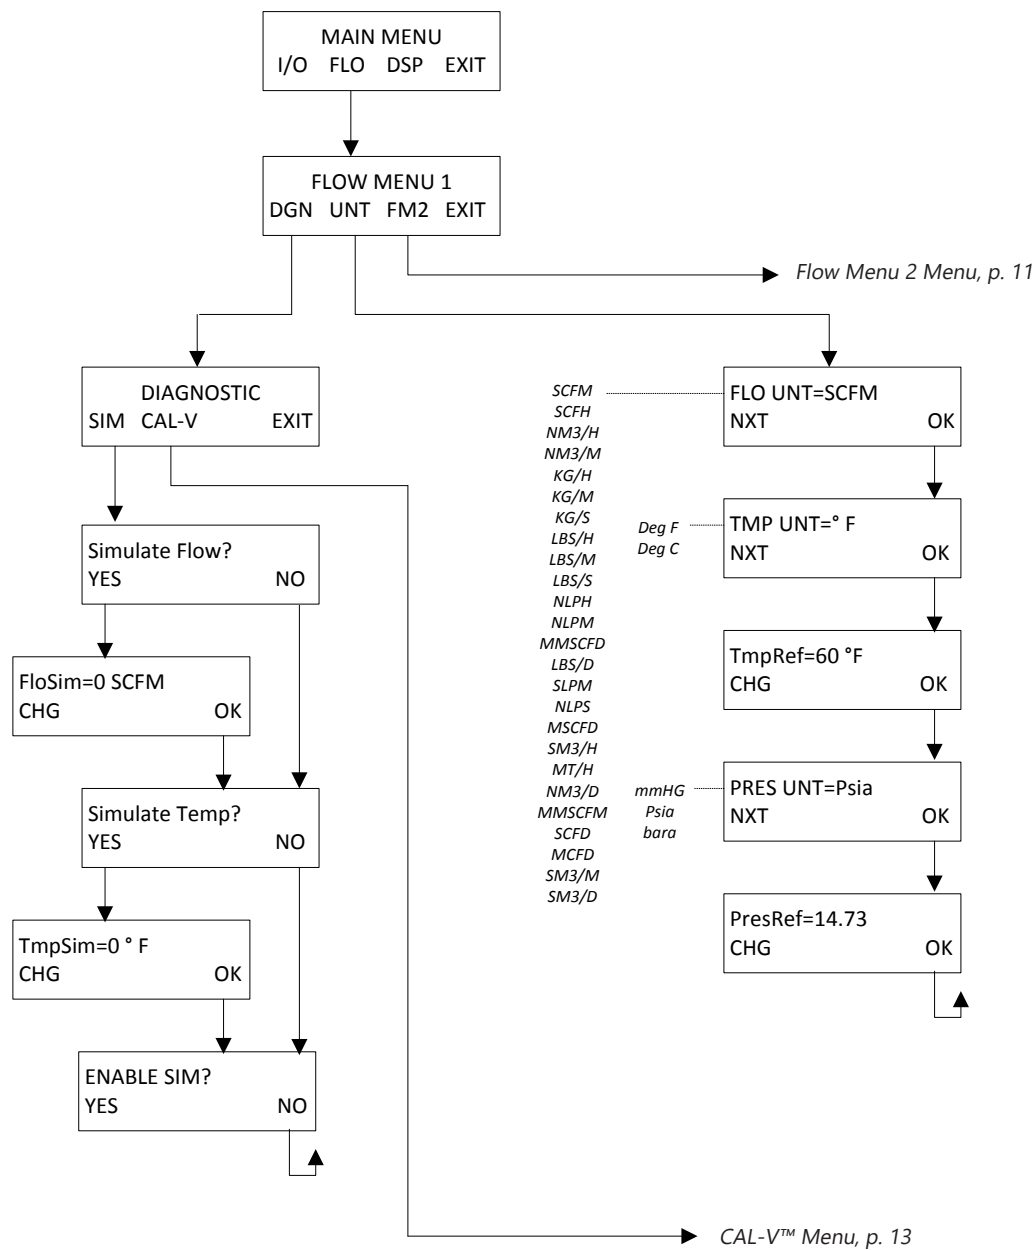 MAIN MENU
I/O FLO DSP EXIT
FLOW MENU 1
DGN UNT FM2 EXIT
Flow Menu 2 Menu, p. 11
DIAGNOSTIC
SIM CAL-V EXIT
Simulate Flow?
YES NO
FloSim=0 SCFM
CHG OK
Simulate Temp?
YES NO
TmpSim=0 ° F
CHG OK
ENABLE SIM?
YES NO
SCFM
SCFH
NM3/H
NM3/M
KG/H
KG/M
KG/S
LBS/H
LBS/M
LBS/S
NLPH
NLPM
MMSCFD
LBS/D
SLPM
NLPS
MSCFD
SM3/H
MT/H
NM3/D
MMSCFM
SCFD
MCFD
SM3/M
SM3/D
FLO UNT=SCFM
NXT OK
Deg F
Deg C
TMP UNT=° F
NXT OK
TmpRef=60 °F
CHG OK
mmHG
Psia
bara
PRES UNT=Psia
NXT OK
PresRef=14.73
CHG OK
CAL-V™ Menu, p. 13